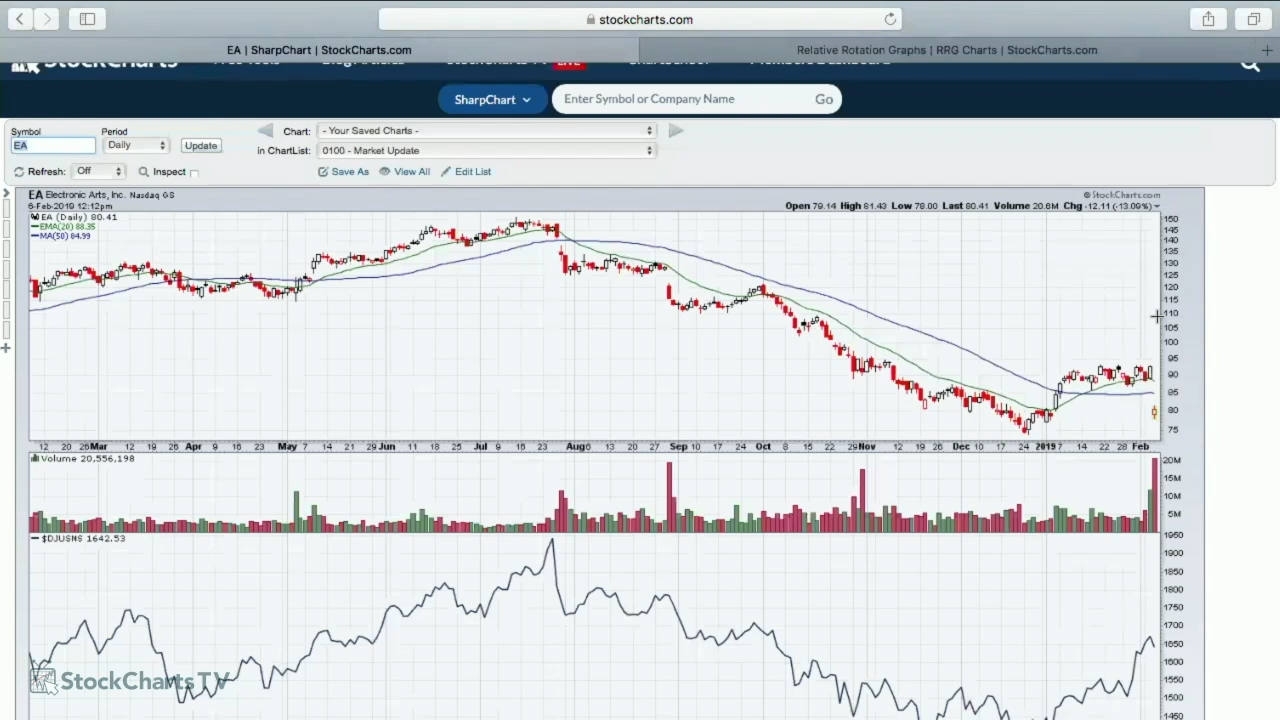 stockcharts.com
EA | SharpChart | StockCharts.com
Relative Rotation Graphs | RRG Charts | StockCharts.com
StockCharts
LIVE
SharpChart
Enter Symbol or Company Name
Go
Symbol
Period
Chart:
- Your Saved Charts -
EA
Daily
Update
in ChartList:
0100 - Market Update
Refresh:
Off
Inspect
Save As
View All
Edit List
EA Electronic Arts, Inc. Nasdaq GS
© StockCharts.com
6-Feb-2019 12:12pm
Open 79.14 High 81.43 Low 78.00 Last 80.41 Volume 20.6M Chg -12.11 (-13.09%)
EA (Daily) 80.41
EMA(20) 88.35
MA(50) 84.99
150
145
140
135
130
125
120
115
110
105
100
95
90
85
80
75
12 20 26 Mar 12 19 26 Apr 9 16 23 May 7 14 21 29 Jun 11 18 25 Jul 9 16 23 Aug 6 13 20 27 Sep 10 17 24 Oct 8 15 22 29 Nov 12 19 26 Dec 10 17 24 2019 7 14 22 28 Feb
Volume 20,556,198
20M
15M
10M
5M
$DJUSNS 1642.53
1950
1900
1850
1800
1750
1700
1650
1600
1550
1500
1450
StockCharts TV